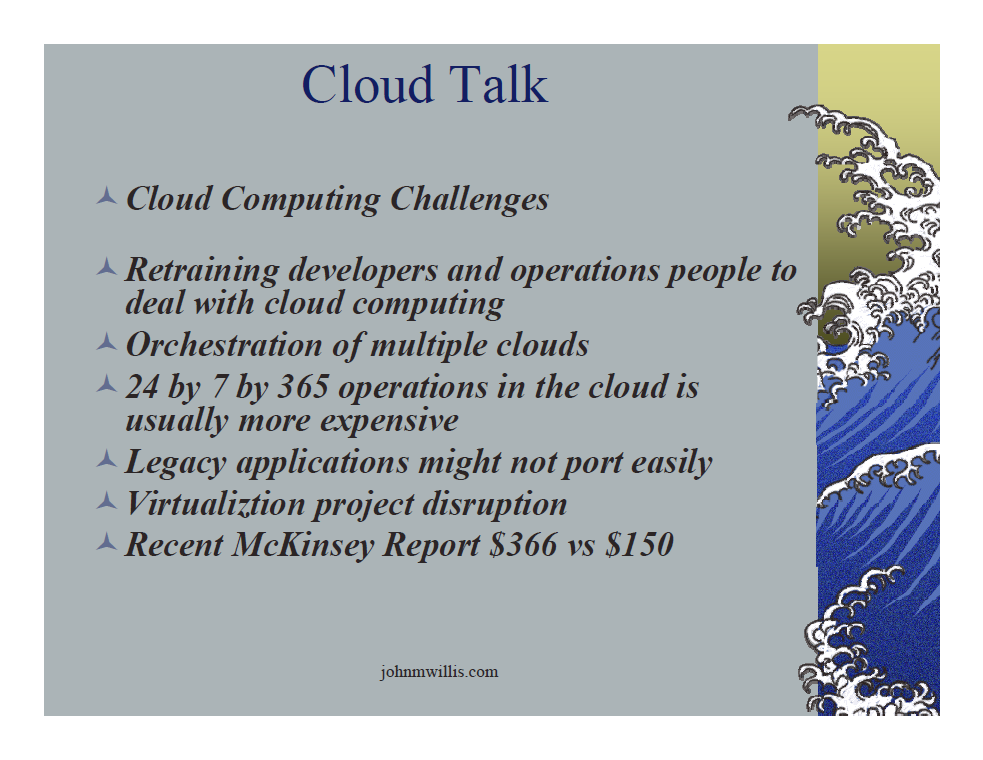 Cloud Talk
Cloud Computing Challenges
Retraining developers and operations people to
deal with cloud computing
Orchestration of multiple clouds
24 by 7 by 365 operations in the cloud is
usually more expensive
Legacy applications might not port easily
Virtualiztion project disruption
Recent McKinsey Report $366 vs $150
johnmwillis.com